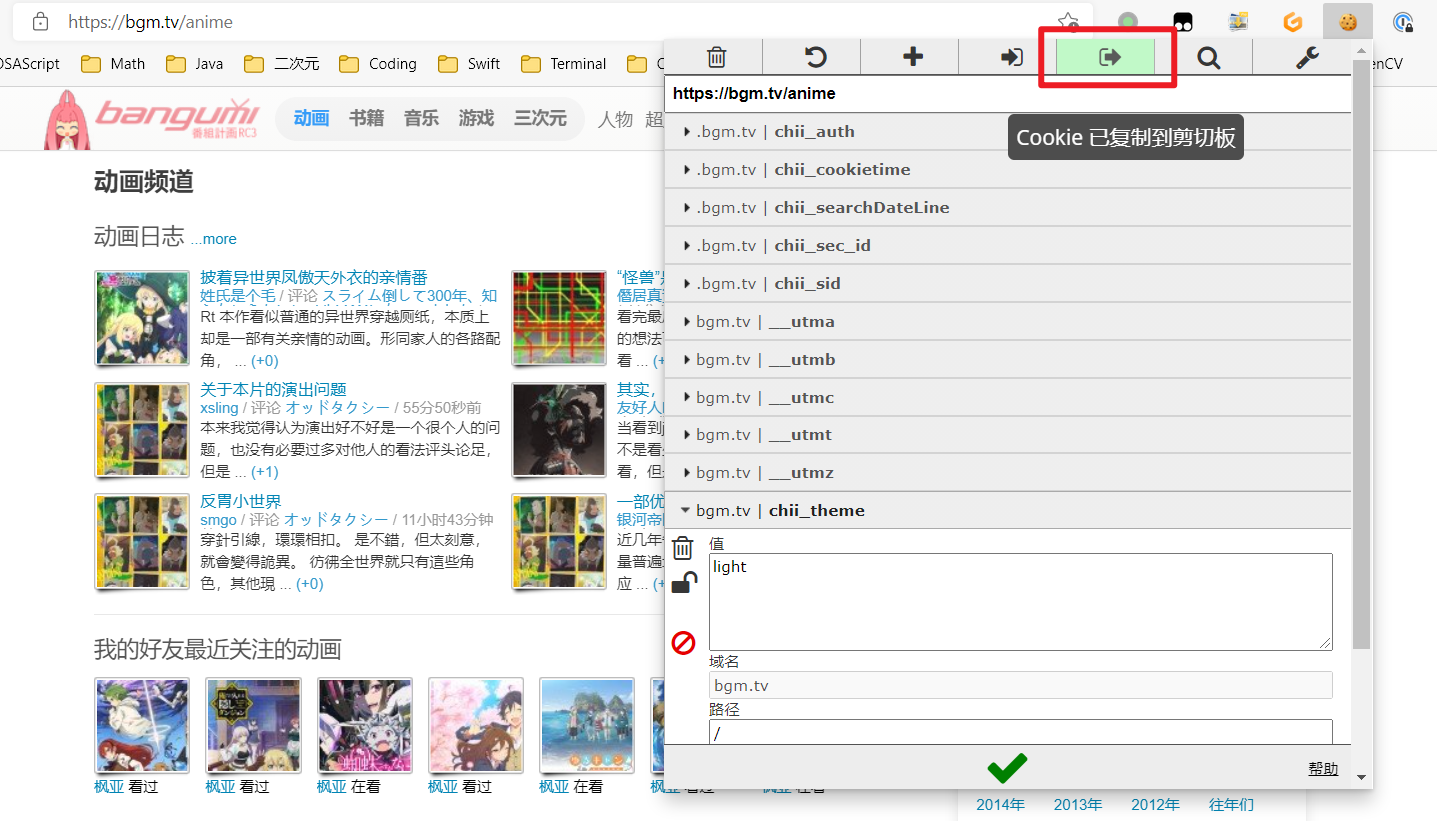 https://bgm.tv/anime
OSAScript
Math
Java
二次元
Coding
Swift
Terminal
enCV
bangumi
番組計画 RC3
动画 书籍 音乐 游戏 三次元 人物
https://bgm.tv/anime
.bgm.tv | chii_auth
Cookie 已复制到剪切板
.bgm.tv | chii_cookietime
.bgm.tv | chii_searchDateLine
.bgm.tv | chii_sec_id
.bgm.tv | chii_sid
bgm.tv | __utma
bgm.tv | __utmb
bgm.tv | __utmc
bgm.tv | __utmt
bgm.tv | __utmz
bgm.tv | chii_theme
值
light
域名
bgm.tv
路径
/
帮助
动画频道
动画日志 ...more
披着异世界凤傲天外衣的亲情番
姓氏是个毛 / 评论 スライム倒して300年、知
Rt 本作看似普通的异世界穿越厕纸，本质上
却是一部有关亲情的动画。形同家人的各路配
角， ... (+0)
“怪兽”
僭居真
看完最
的想法
看 ...
关于本片的演出问题
xsling / 评论 オッドタクシー / 55分50秒前
本来我觉得认为演出好不好是一个很个人的问
题，也没有必要过多对他人的看法评头论足，
但是 ... (+1)
其实，
友好人
当看到
不是看
看，但
反胃小世界
smgo / 评论 オッドタクシー / 11小时43分钟
穿針引線，環環相扣。 是不錯，但太刻意，
就會變得詭異。 彷彿全世界就只有這些角
色，其他現 ... (+0)
一部优
银河帝
近几年
量普遍
应 ...
我的好友最近关注的动画
枫亚 看过
枫亚 看过
枫亚 在看
枫亚 看过
枫亚 在看
2014年 2013年 2012年 往年们